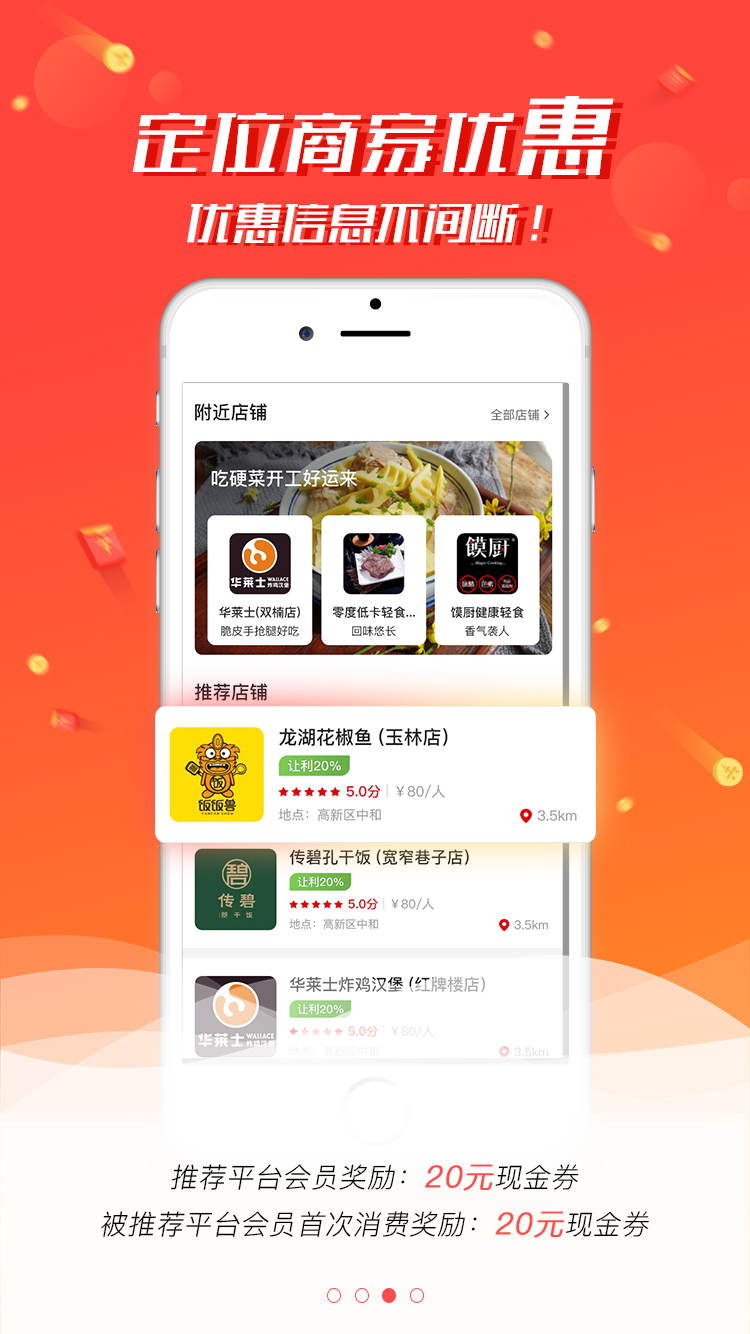 定位商家优惠
优惠信息不间断！
附近店铺
全部店铺
吃硬菜开工好运来
华莱士 WALLACE
炸鸡汉堡
馍厨
Magic Cooking
华莱士(双楠店)
零度低卡轻食...
馍厨健康轻食
脆皮手抢腿好吃
回味悠长
香气袭人
推荐店铺
饭
饭饭兽
FANFAN SHOW
龙湖花椒鱼 (玉林店)
让利20%
5.0分 ¥80/人
地点：高新区中和
3.5km
碧
传碧
干饭
传碧孔干饭 (宽窄巷子店)
让利20%
5.0分 ¥80/人
地点：高新区中和
3.5km
华莱士 WALLACE
炸鸡汉堡
华莱士炸鸡汉堡 (红牌楼店)
让利20%
5.0分 ¥80/人
地点：高新区中和
3.5km
推荐平台会员奖励：20元现金券
被推荐平台会员首次消费奖励：20元现金券